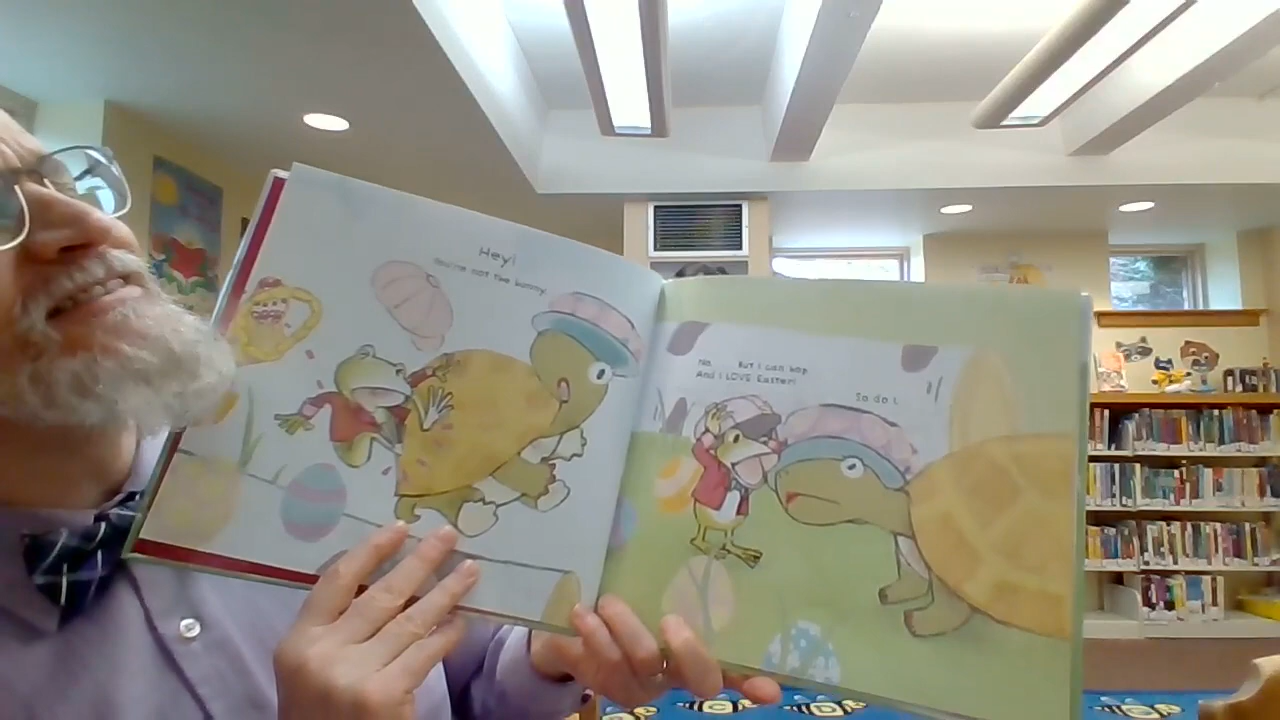 Hey!
You're not the bunny.
No. But I can hop.
And I LOVE Easter!
So do I.